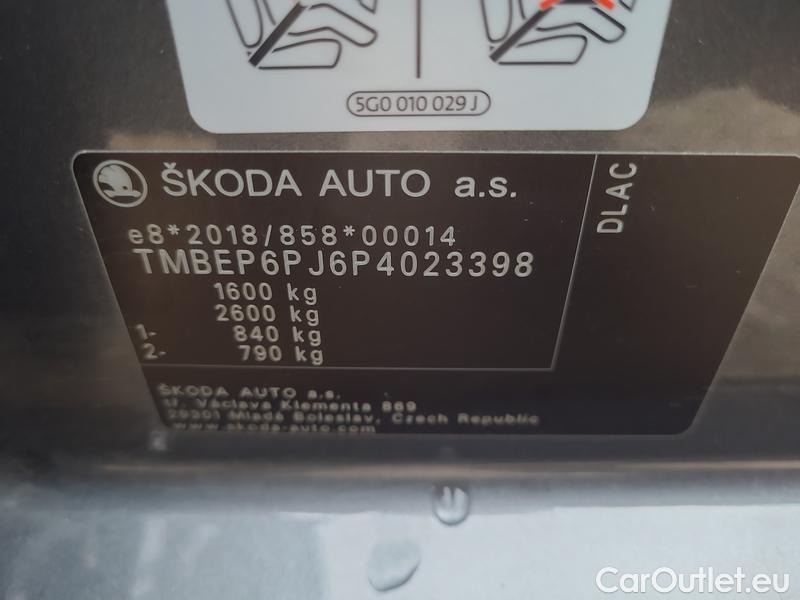 5G0 010 029 J
ŠKODA AUTO a.s.
DLAC
e8*2018/858*00014
TMBEP6PJ6P4023398
1600 kg
2600 kg
1- 840 kg
2- 790 kg
ŠKODA AUTO a.s.
tř. Václava Klementa 869
29301 Mladá Boleslav, Czech Republic
www.skoda-auto.com
CarOutlet.eu